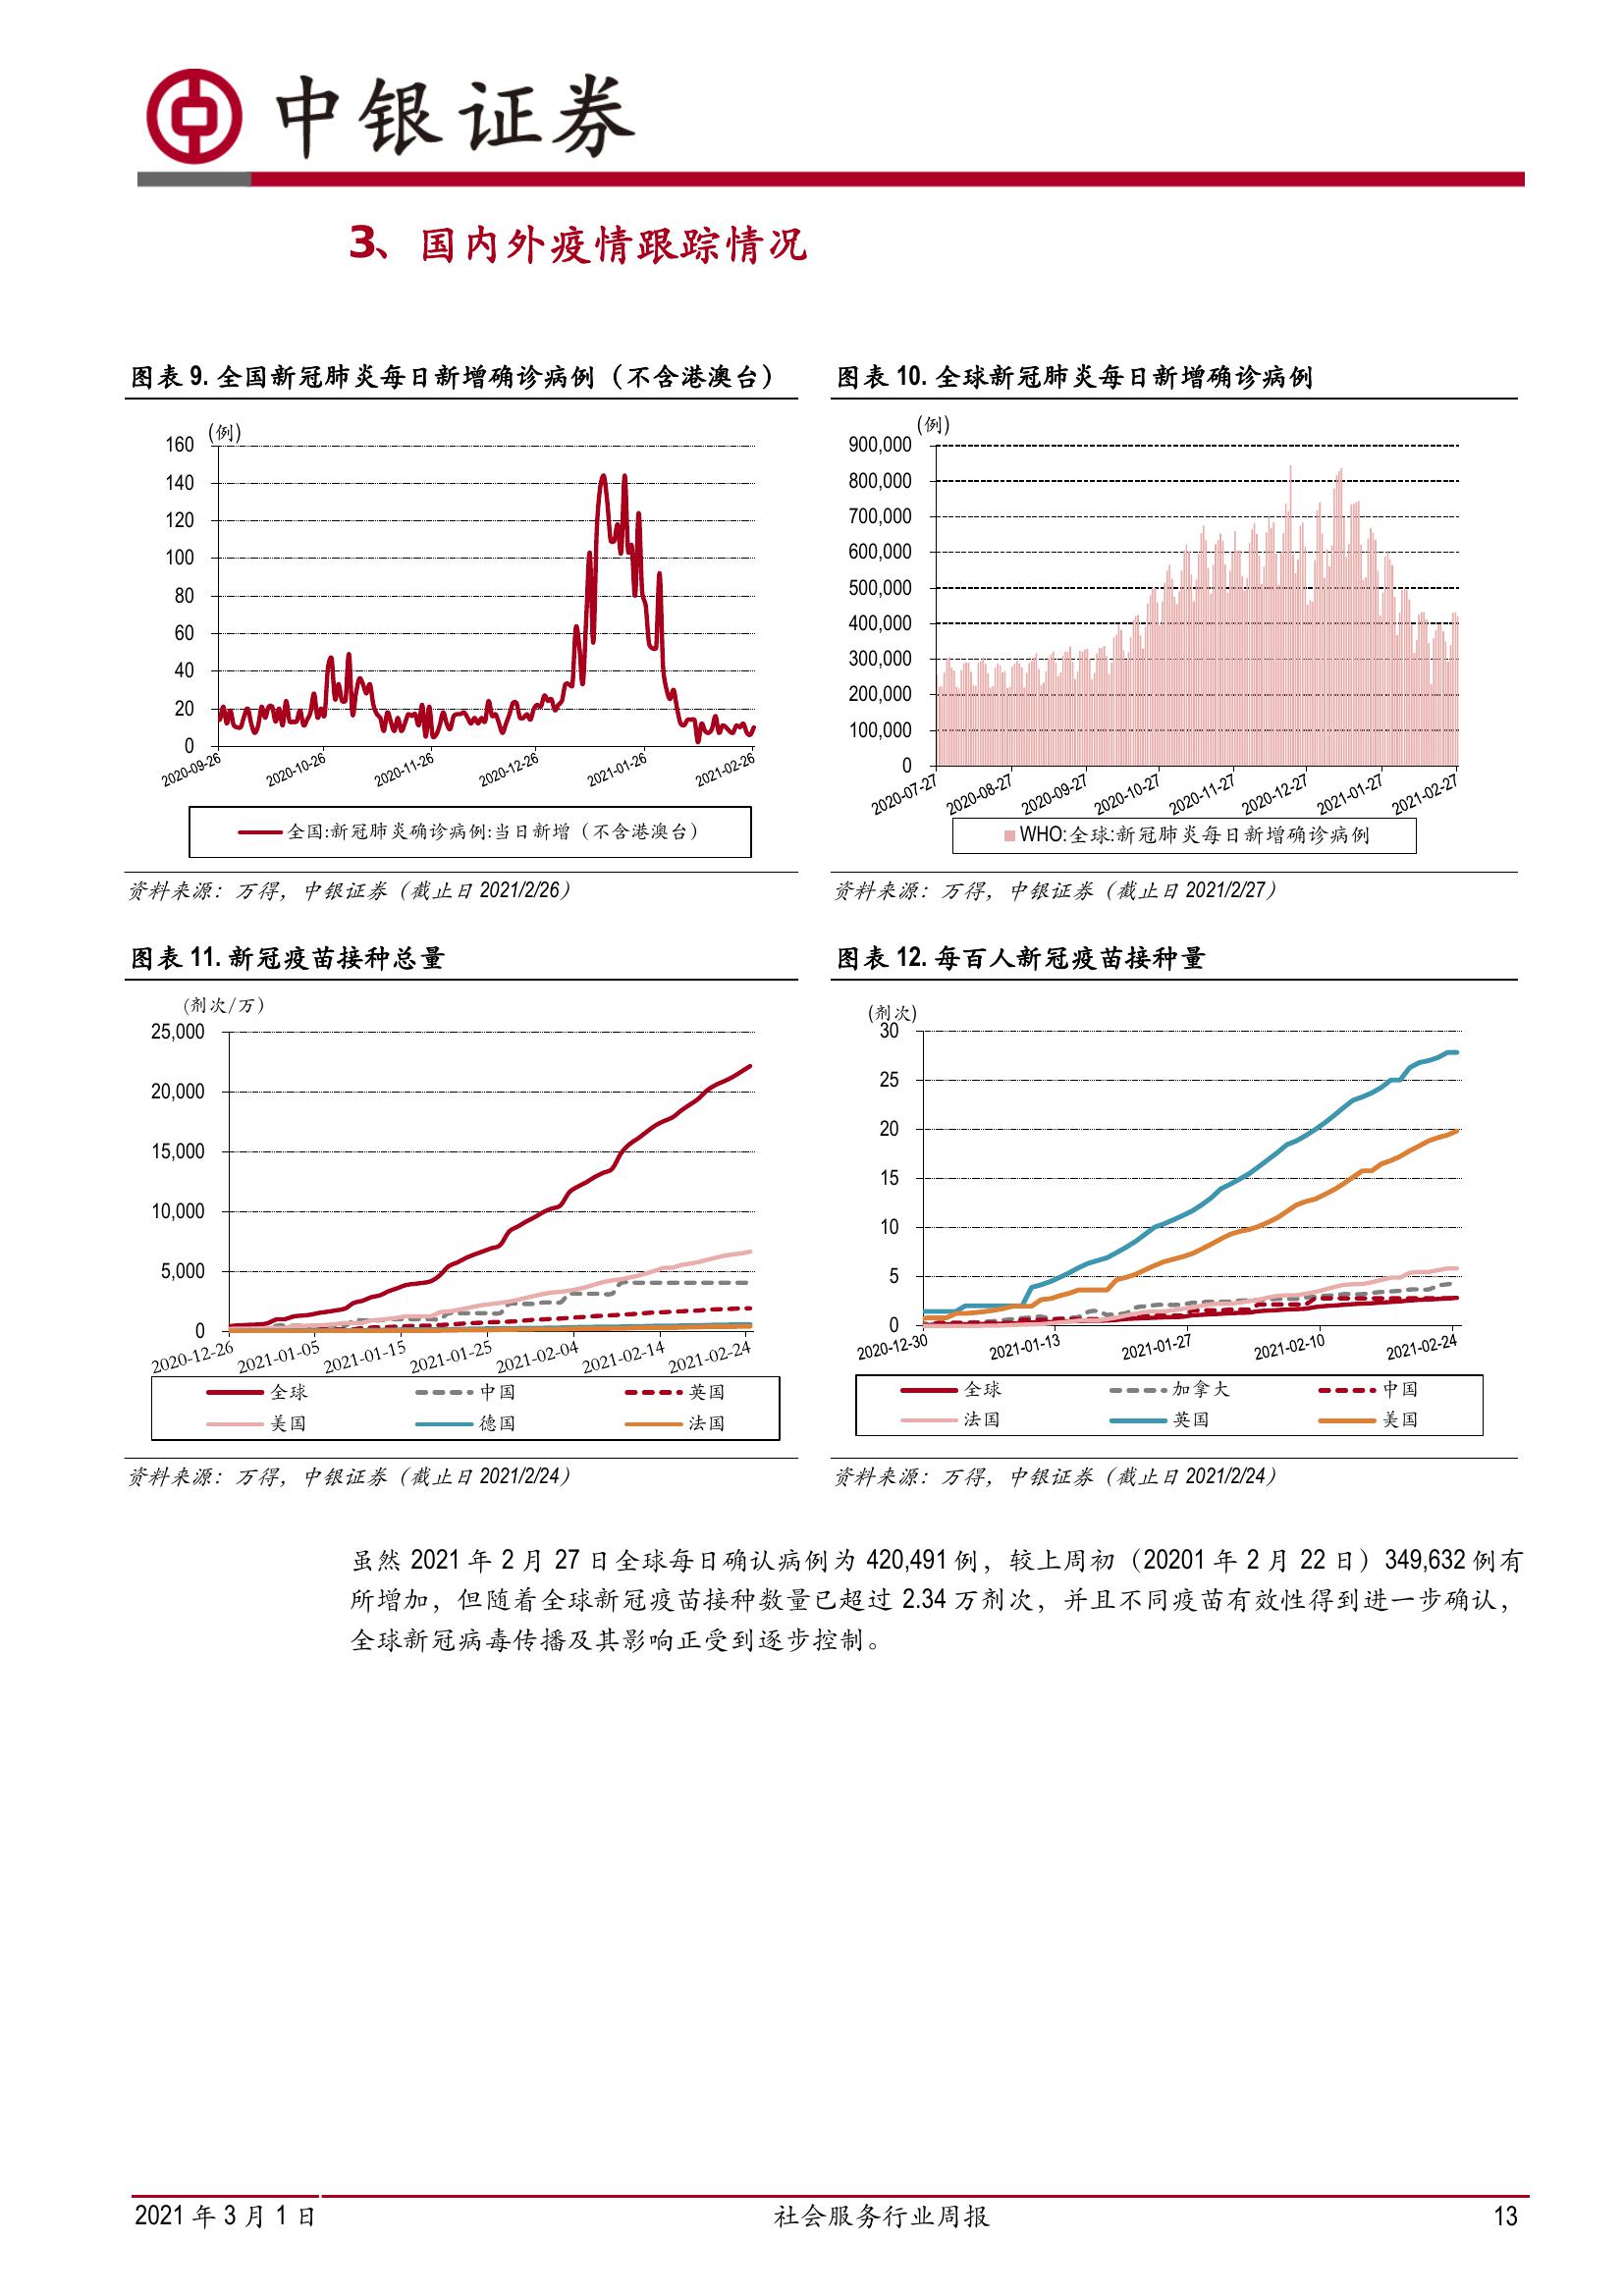 中银证券
3、国内外疫情跟踪情况
图表 9. 全国新冠肺炎每日新增确诊病例（不含港澳台）
(例)
160
140
120
100
80
60
40
20
0
2020-09-26
2020-10-26
2020-11-26
2020-12-26
2021-01-26
2021-02-26
全国:新冠肺炎确诊病例:当日新增（不含港澳台）
资料来源：万得，中银证券（截止日 2021/2/26）
图表 10. 全球新冠肺炎每日新增确诊病例
(例)
900,000
800,000
700,000
600,000
500,000
400,000
300,000
200,000
100,000
0
2020-07-27
2020-08-27
2020-09-27
2020-10-27
2020-11-27
2020-12-27
2021-01-27
2021-02-27
WHO:全球:新冠肺炎每日新增确诊病例
资料来源：万得，中银证券（截止日 2021/2/27）
图表 11. 新冠疫苗接种总量
(剂次/万）
25,000
20,000
15,000
10,000
5,000
0
2020-12-26
2021-01-05
2021-01-15
2021-01-25
2021-02-04
2021-02-14
2021-02-24
全球 中国 英国
美国 德国 法国
资料来源：万得，中银证券（截止日 2021/2/24）
图表 12. 每百人新冠疫苗接种量
(剂次)
30
25
20
15
10
5
0
2020-12-30
2021-01-13
2021-01-27
2021-02-10
2021-02-24
全球 加拿大 中国
法国 英国 美国
资料来源：万得，中银证券（截止日 2021/2/24）
虽然 2021 年 2 月 27 日全球每日确认病例为 420,491 例，较上周初（20201 年 2 月 22 日）349,632 例有
所增加，但随着全球新冠疫苗接种数量已超过 2.34 万剂次，并且不同疫苗有效性得到进一步确认，
全球新冠病毒传播及其影响正受到逐步控制。
2021 年 3 月 1 日 社会服务行业周报 13